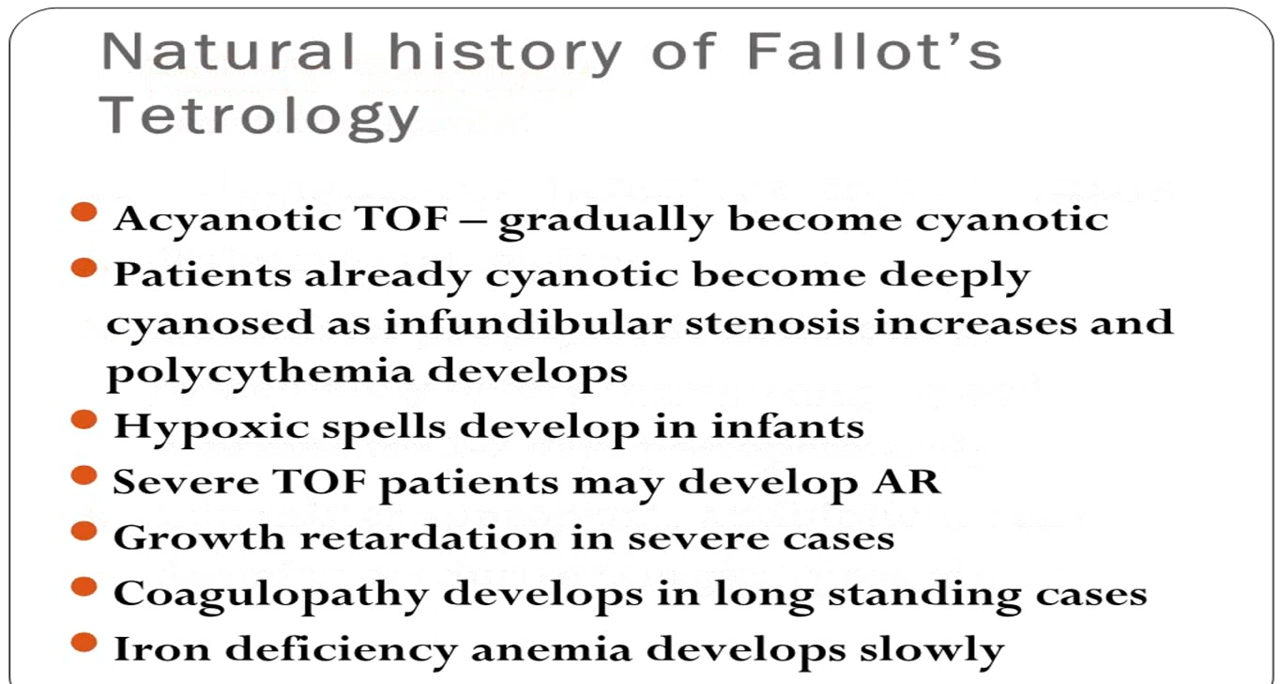 Natural history of Fallot’s
Tetrology
Acyanotic TOF – gradually become cyanotic
Patients already cyanotic become deeply
cyanosed as infundibular stenosis increases and
polycythemia develops
Hypoxic spells develop in infants
Severe TOF patients may develop AR
Growth retardation in severe cases
Coagulopathy develops in long standing cases
Iron deficiency anemia develops slowly